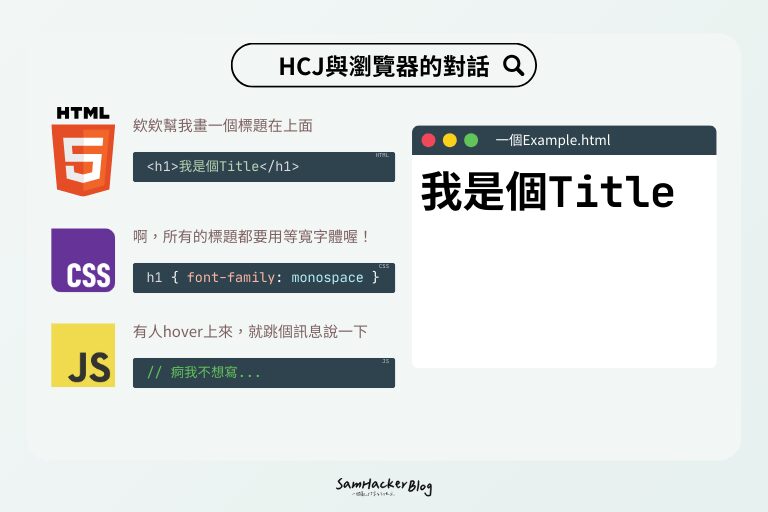 HCJ與瀏覽器的對話
HTML
5
欸欸幫我畫一個標題在上面
HTML
<h1>我是個Title</h1>
CSS
啊，所有的標題都要用等寬字體喔！
CSS
h1 { font-family: monospace }
JS
有人hover上來，就跳個訊息說一下
JS
// 痾我不想寫...
一個Example.html
我是個Title
SamHackerBlog